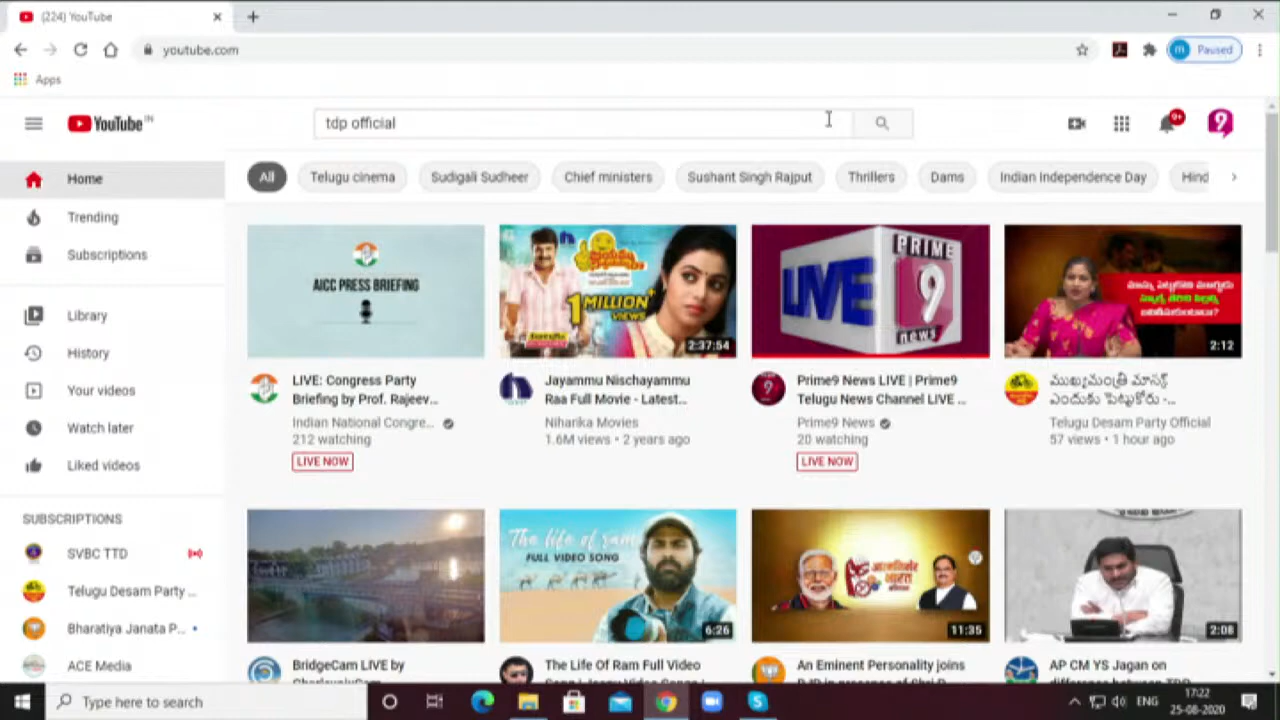 (224) YouTube
youtube.com
Paused
Apps
YouTube IN
tdp official
9+
Home
All
Telugu cinema
Sudigali Sudheer
Chief ministers
Sushant Singh Rajput
Thrillers
Dams
Indian Independence Day
Hind
Trending
Subscriptions
Library
History
Your videos
Watch later
Liked videos
SUBSCRIPTIONS
SVBC TTD
Telugu Desam Party ...
Bharatiya Janata P...
ACE Media
AICC PRESS BRIEFING
1 MILLION
VIEWS
2:37:54
LIVE
PRIME
9
news
2:12
LIVE: Congress Party
Briefing by Prof. Rajeev...
Indian National Congre...
212 watching
LIVE NOW
Jayammu Nischayammu
Raa Full Movie - Latest...
Niharika Movies
1.6M views • 2 years ago
Prime9 News LIVE | Prime9
Telugu News Channel LIVE ...
Prime9 News
20 watching
LIVE NOW
ముఖ్యమంత్రి మాస్క్
ఎందుకు పెట్టుకోరు -...
Telugu Desam Party Official
57 views • 1 hour ago
The life of ram
FULL VIDEO SONG
6:26
11:35
2:08
BridgeCam LIVE by
The Life Of Ram Full Video
An Eminent Personality joins
AP CM YS Jagan on
Type here to search
ENG
17:22
25-08-2020